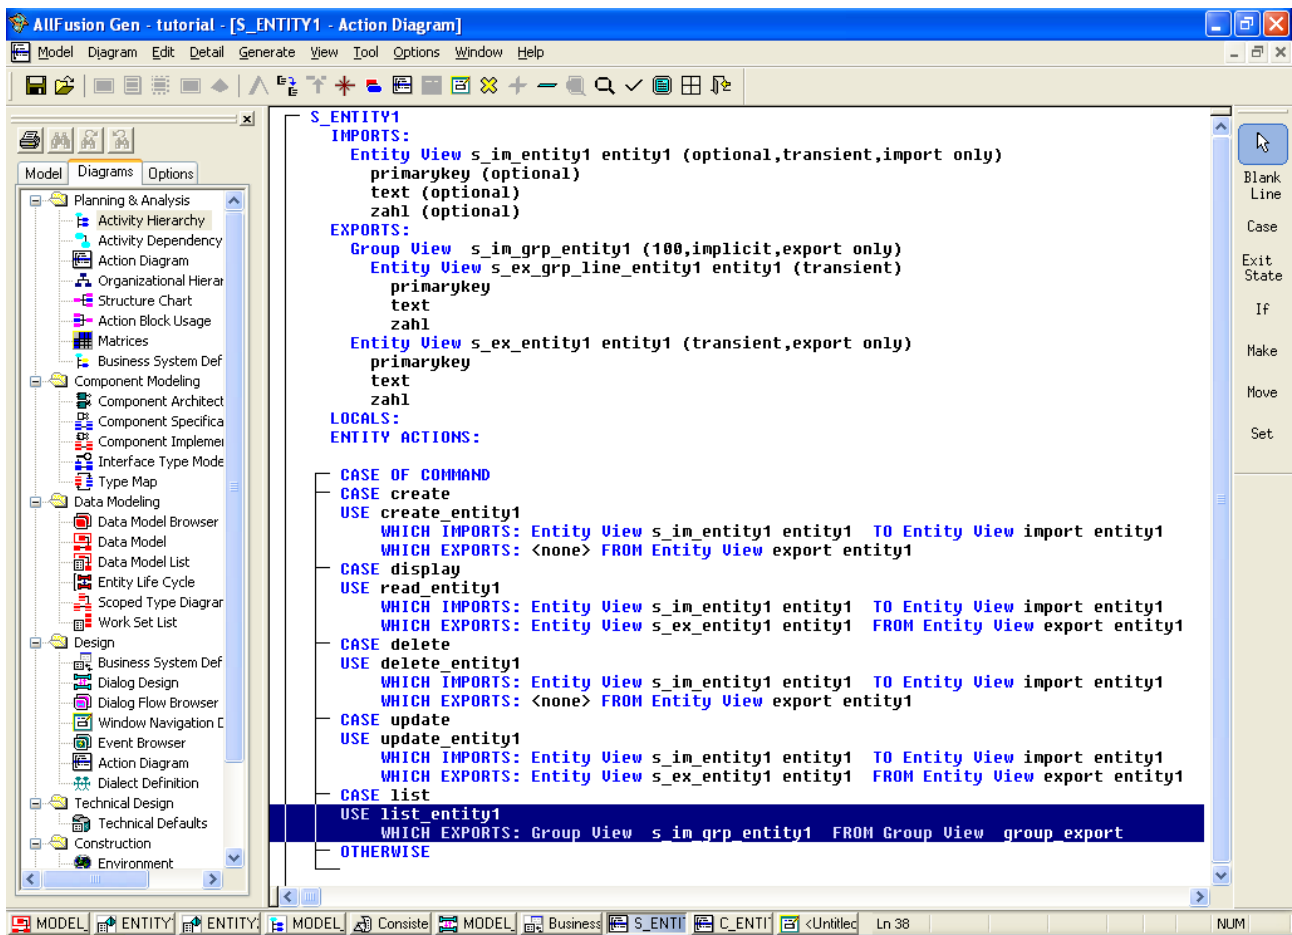 AllFusion Gen - tutorial - [S_ENTITY1 - Action Diagram]
Model Diagram Edit Detail Generate View Tool Options Window Help
Model Diagrams Options
Planning & Analysis
Activity Hierarchy
Activity Dependency
Action Diagram
Organizational Hierar
Structure Chart
Action Block Usage
Matrices
Business System Def
Component Modeling
Component Architect
Component Specifica
Component Implemen
Interface Type Mode
Type Map
Data Modeling
Data Model Browser
Data Model
Data Model List
Entity Life Cycle
Scoped Type Diagrar
Work Set List
Design
Business System Def
Dialog Design
Dialog Flow Browser
Window Navigation D
Event Browser
Action Diagram
Dialect Definition
Technical Design
Technical Defaults
Construction
Environment
S_ENTITY1
IMPORTS:
Entity View s_im_entity1 entity1 (optional,transient,import only)
primarykey (optional)
text (optional)
zahl (optional)
EXPORTS:
Group View s_im_grp_entity1 (100,implicit,export only)
Entity View s_ex_grp_line_entity1 entity1 (transient)
primarykey
text
zahl
Entity View s_ex_entity1 entity1 (transient,export only)
primarykey
text
zahl
LOCALS:
ENTITY ACTIONS:
CASE OF COMMAND
CASE create
USE create_entity1
WHICH IMPORTS: Entity View s_im_entity1 entity1 TO Entity View import entity1
WHICH EXPORTS: <none> FROM Entity View export entity1
CASE display
USE read_entity1
WHICH IMPORTS: Entity View s_im_entity1 entity1 TO Entity View import entity1
WHICH EXPORTS: Entity View s_ex_entity1 entity1 FROM Entity View export entity1
CASE delete
USE delete_entity1
WHICH IMPORTS: Entity View s_im_entity1 entity1 TO Entity View import entity1
WHICH EXPORTS: <none> FROM Entity View export entity1
CASE update
USE update_entity1
WHICH IMPORTS: Entity View s_im_entity1 entity1 TO Entity View import entity1
WHICH EXPORTS: Entity View s_ex_entity1 entity1 FROM Entity View export entity1
CASE list
USE list_entity1
WHICH EXPORTS: Group View s_im_grp_entity1 FROM Group View group_export
OTHERWISE
Blank
Line
Case
Exit
State
If
Make
Move
Set
MODEL_ ENTITY ENTITY: MODEL_ Consiste MODEL_ Business S_ENTI C_ENTI <Untitled Ln 38 NUM